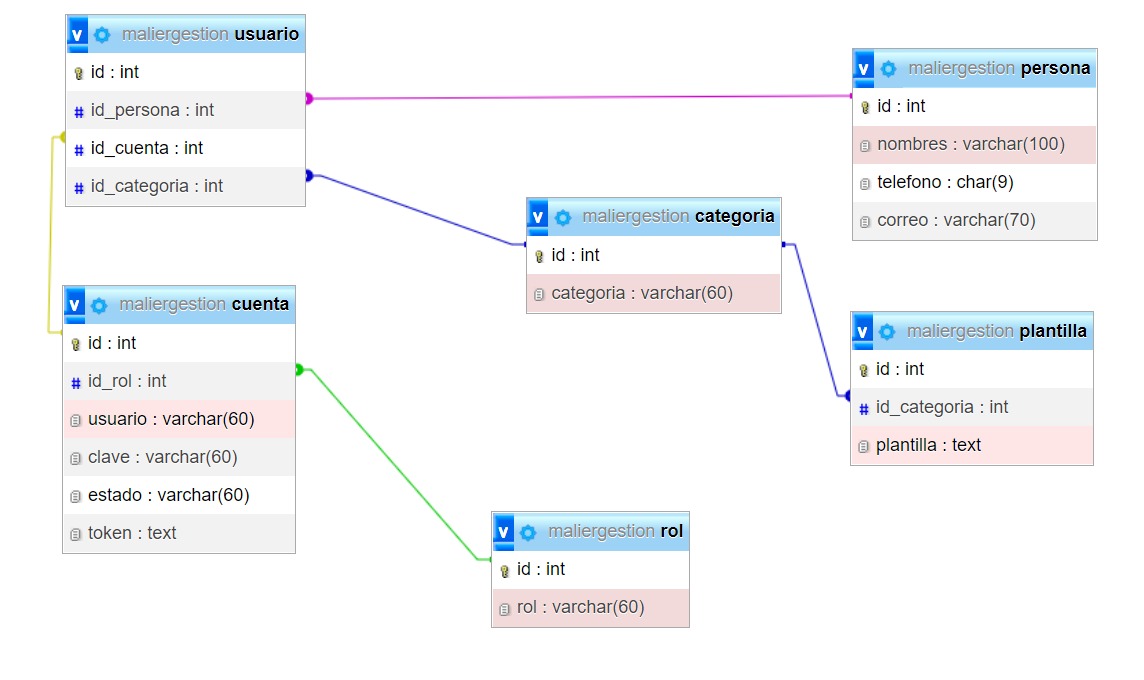 v maliergestion usuario
id : int
# id_persona : int
# id_cuenta : int
# id_categoria : int
v maliergestion persona
id : int
nombres : varchar(100)
telefono : char(9)
correo : varchar(70)
v maliergestion categoria
id : int
categoria : varchar(60)
v maliergestion cuenta
id : int
# id_rol : int
usuario : varchar(60)
clave : varchar(60)
estado : varchar(60)
token : text
v maliergestion plantilla
id : int
# id_categoria : int
plantilla : text
v maliergestion rol
id : int
rol : varchar(60)